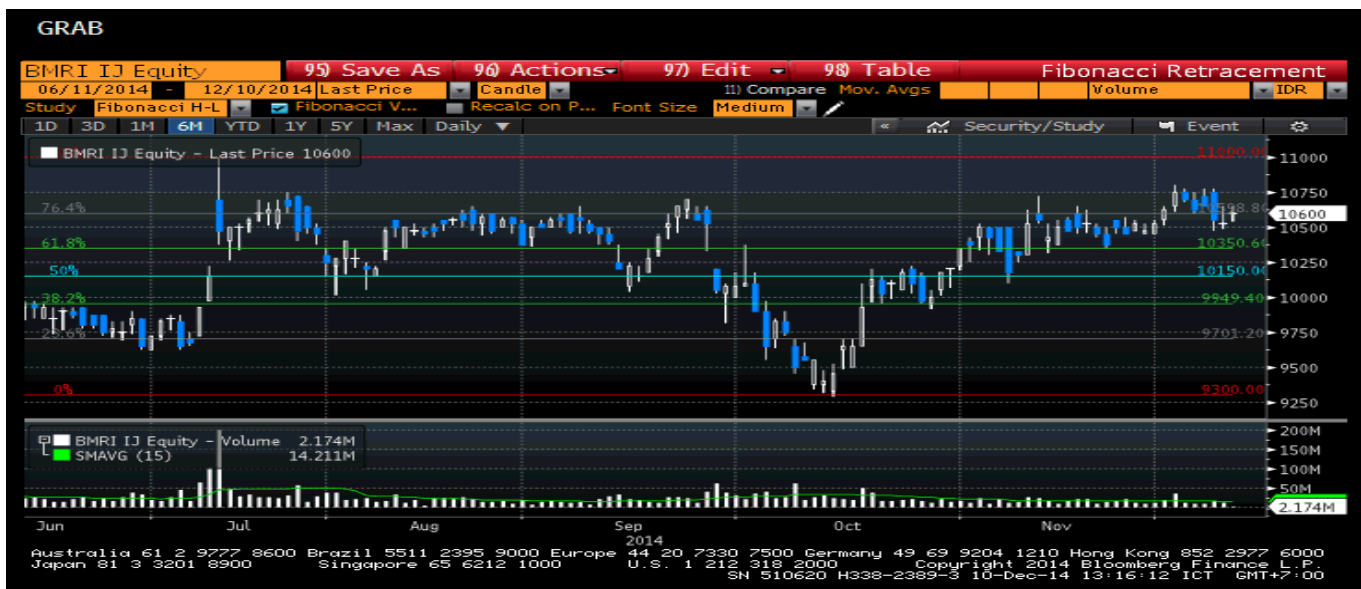 GRAB
BMRI IJ Equity 95) Save As 96) Actions 97) Edit 98) Table Fibonacci Retracement
06/11/2014 - 12/10/2014 Last Price Candle 11) Compare Mov. Avgs Volume IDR
Study Fibonacci H-L Fibonacci V... Recalc on P... Font Size Medium
1D 3D 1M 6M YTD 1Y 5Y Max Daily « Security/Study Event
BMRI IJ Equity - Last Price 10600 11000.00 11000
10750
76.4% 10600
10500
61.8% 10350.60
50% 10150.00 10250
38.2% 9949.40 10000
23.6% 9701.20 9750
9500
0% 9300.00
9250
BMRI IJ Equity - Volume 2.174M 200M
SMAVG (15) 14.211M 150M
100M
50M
2.174M
Jun Jul Aug Sep Oct Nov
2014
Australia 61 2 9777 8600 Brazil 5511 2395 9000 Europe 44 20 7330 7500 Germany 49 69 9204 1210 Hong Kong 852 2977 6000
Japan 81 3 3201 8900 Singapore 65 6212 1000 U.S. 1 212 318 2000 Copyright 2014 Bloomberg Finance L.P.
SN 510620 H338-2389-3 10-Dec-14 13:16:12 ICT GMT+7:00